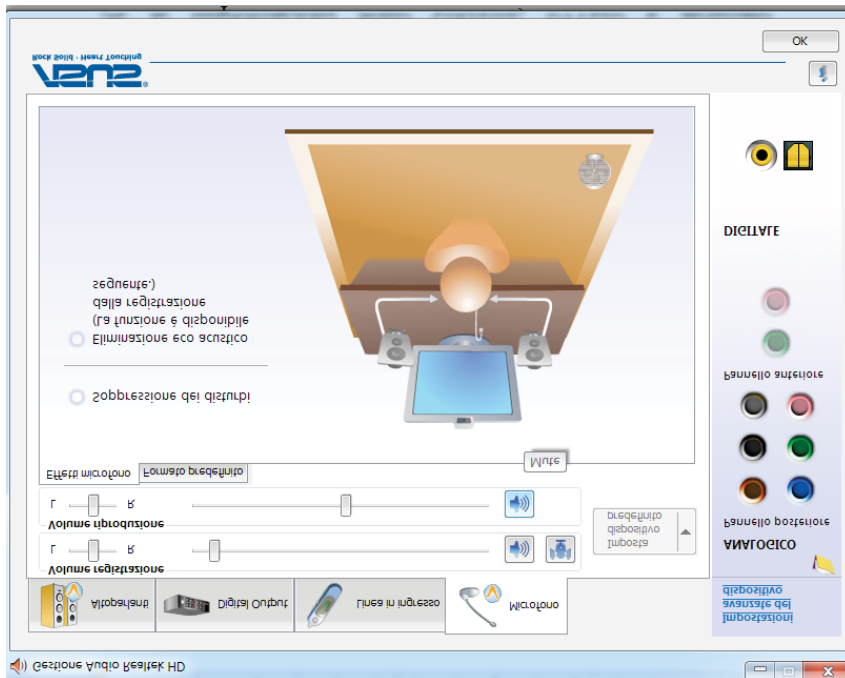 Gestione Audio Realtek HD
Altoparlanti
Digital Output
Linea in ingresso
Microfono
Impostazioni
avanzate del
dispositivo
Volume registrazione
L
R
Imposta
dispositivo
predefinito
Volume riproduzione
L
R
Mute
Effetti microfono
Formato predefinito
Soppressione dei disturbi
Eliminazione eco acustico
(La funzione è disponibile
dalla registrazione
seguente.)
ANALOGICO
Pannello posteriore
Pannello anteriore
DIGITALE
ASUS
Rock Solid · Heart Touching
OK